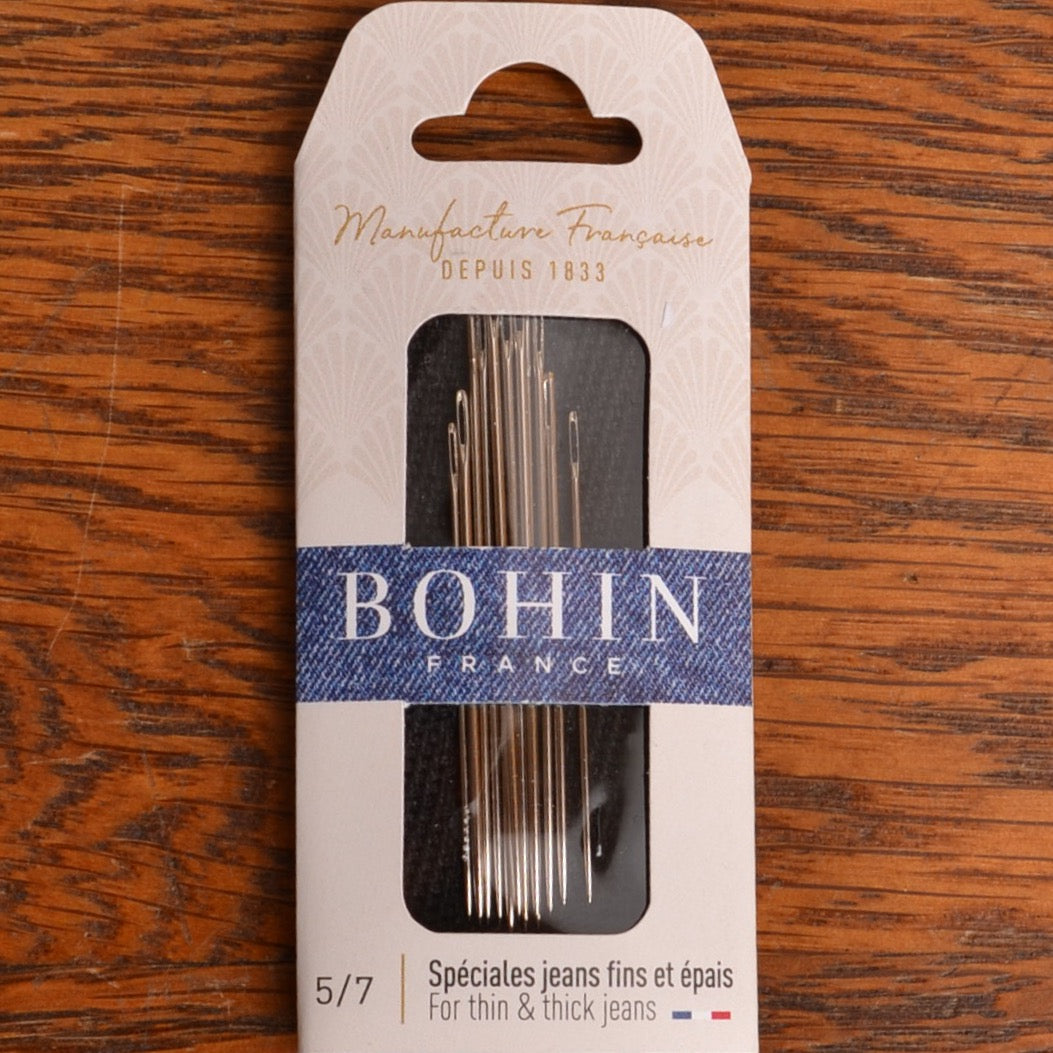 Manufacture Française
DEPUIS 1833
BOHIN
FRANCE
5/7
Spéciales jeans fins et épais
For thin & thick jeans